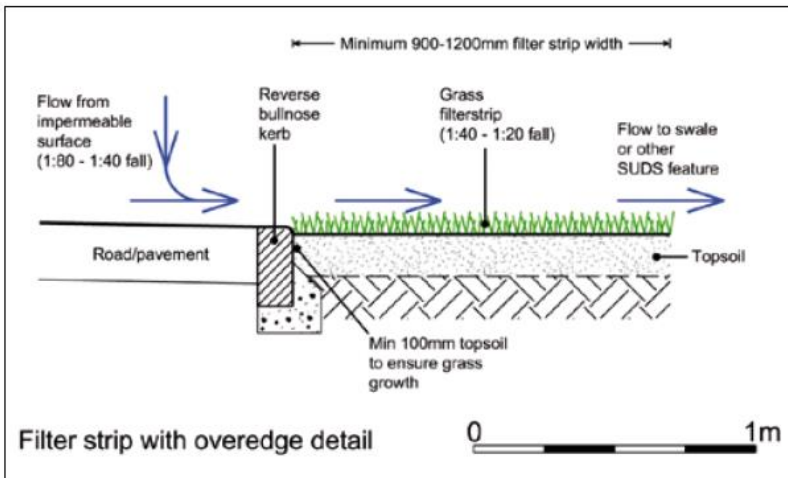 Minimum 900-1200mm filter strip width
Flow from
impermeable
surface
(1:80 - 1:40 fall)
Reverse
bullnose
kerb
Grass
filterstrip
(1:40 - 1:20 fall)
Flow to swale
or other
SUDS feature
Road/pavement
Topsoil
Min 100mm topsoil
to ensure grass
growth
Filter strip with overedge detail
0
1m